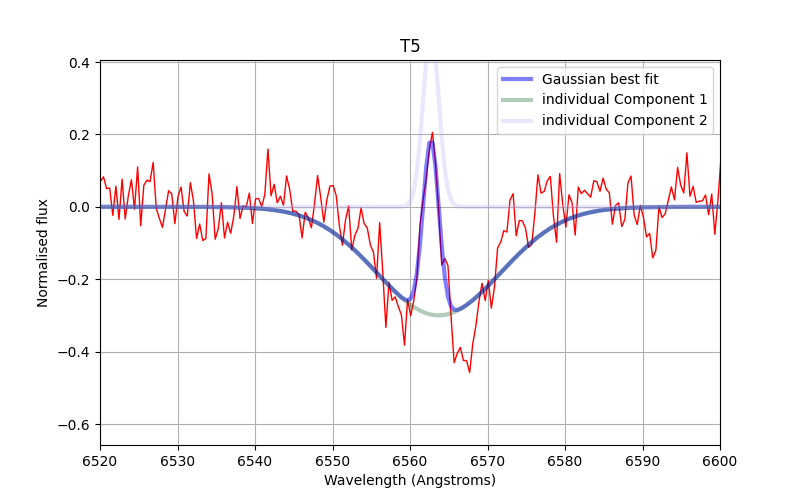 T5
Gaussian best fit
individual Component 1
individual Component 2
0.4
0.2
0.0
−0.2
−0.4
−0.6
Normalised flux
6520 6530 6540 6550 6560 6570 6580 6590 6600
Wavelength (Angstroms)